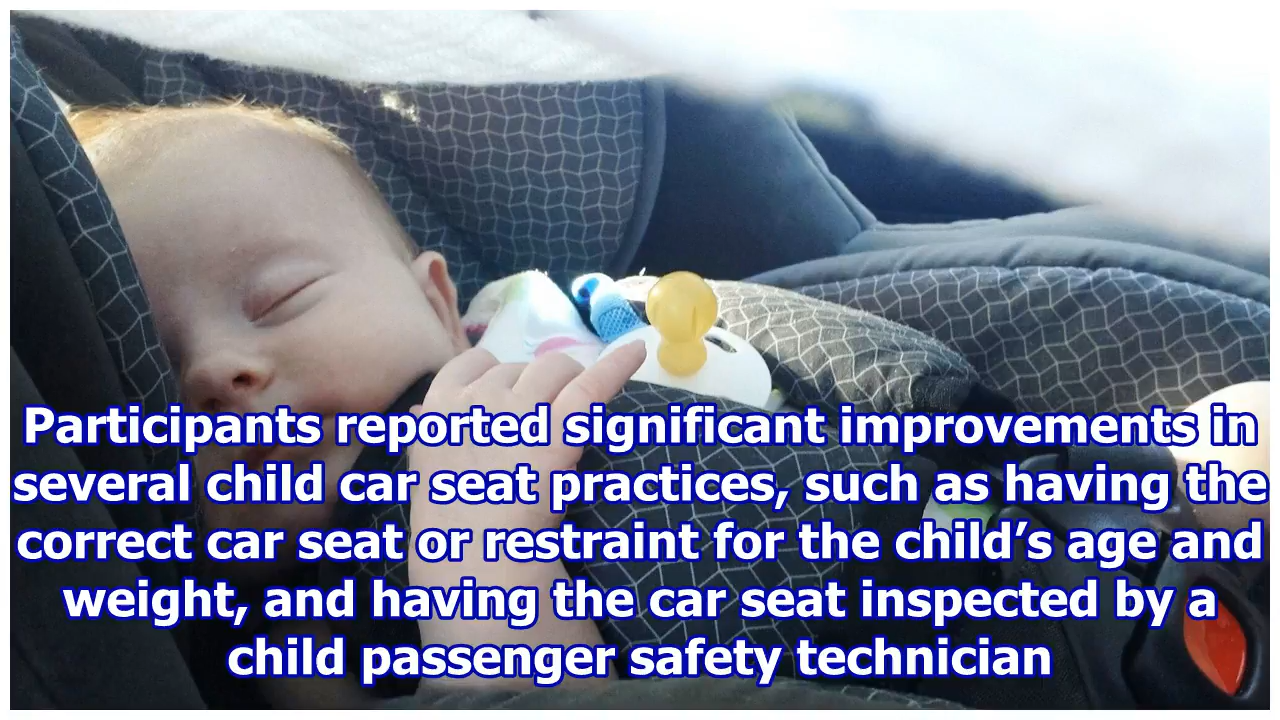 Participants reported significant improvements in
several child car seat practices, such as having the
correct car seat or restraint for the child’s age and
weight, and having the car seat inspected by a
child passenger safety technician